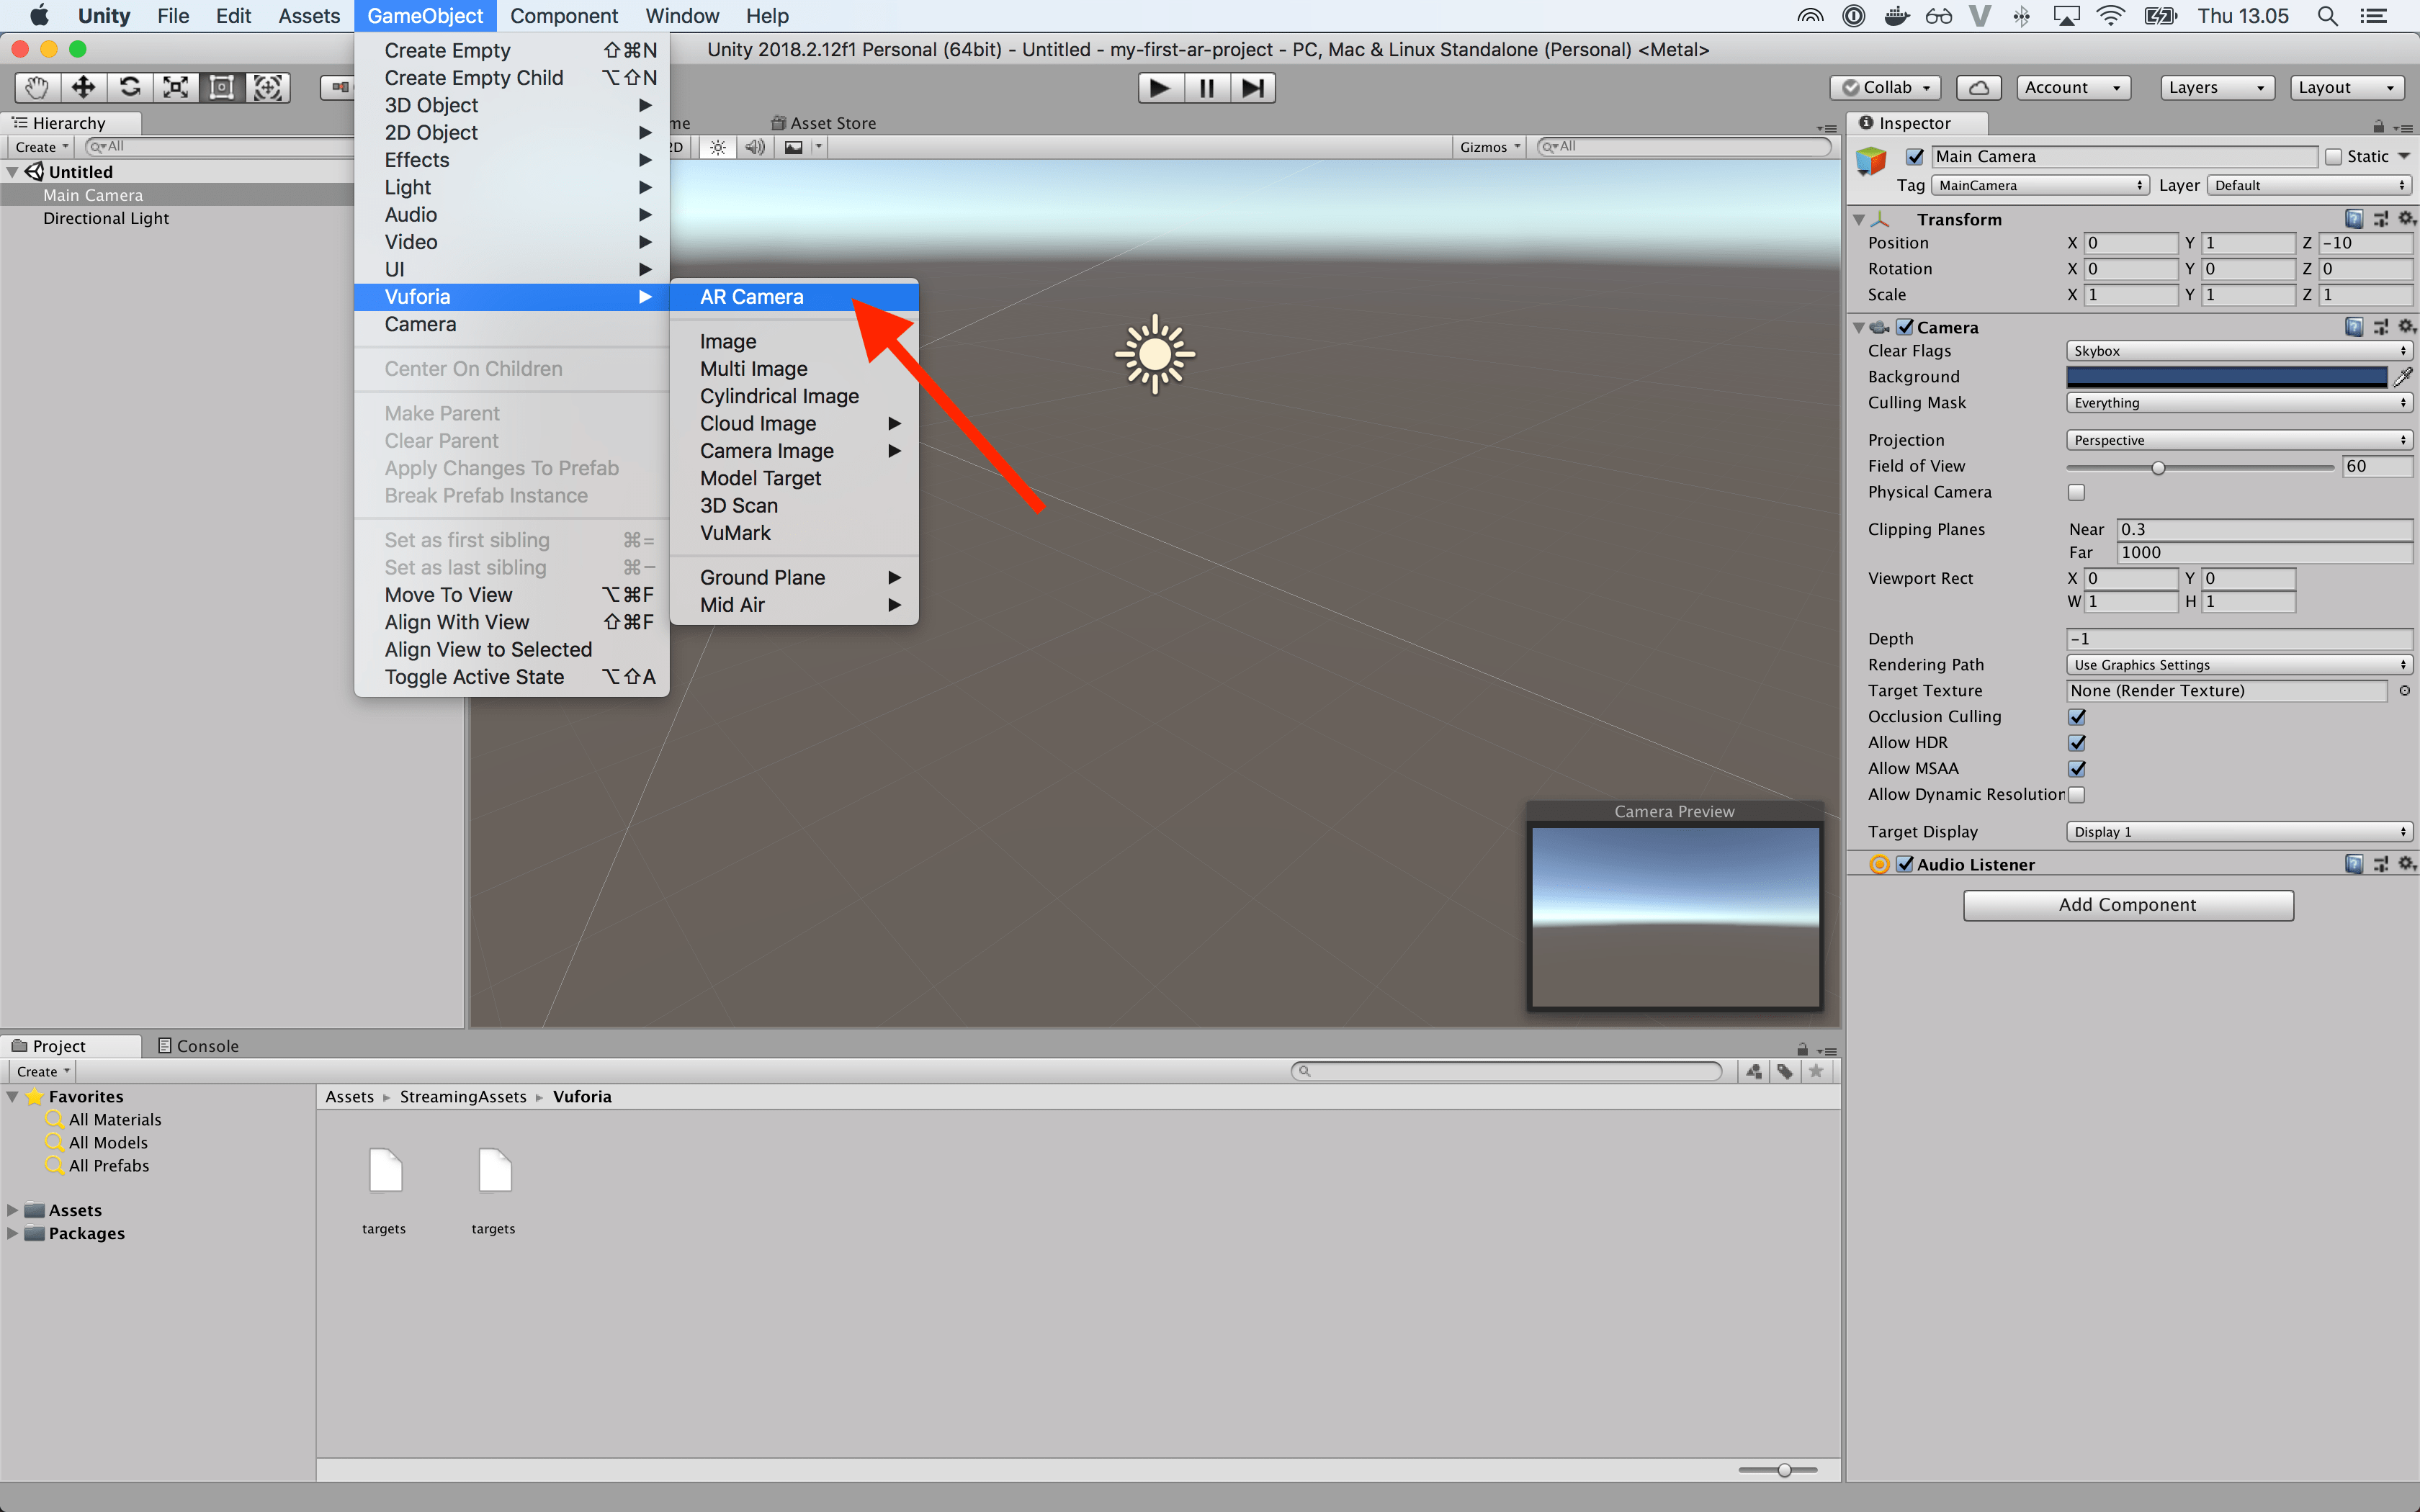 Unity File Edit Assets GameObject Component Window Help Thu 13.05
Unity 2018.2.12f1 Personal (64bit) - Untitled - my-first-ar-project - PC, Mac & Linux Standalone (Personal) <Metal>
Collab Account Layers Layout
Hierarchy
Create All
Untitled
Main Camera
Directional Light
Create Empty ⇧⌘N
Create Empty Child ⌥⇧N
3D Object
2D Object
Effects
Light
Audio
Video
UI
Vuforia
Camera
Center On Children
Make Parent
Clear Parent
Apply Changes To Prefab
Break Prefab Instance
Set as first sibling ⌘=
Set as last sibling ⌘−
Move To View ⌥⌘F
Align With View ⇧⌘F
Align View to Selected
Toggle Active State ⌥⇧A
AR Camera
Image
Multi Image
Cylindrical Image
Cloud Image
Camera Image
Model Target
3D Scan
VuMark
Ground Plane
Mid Air
me Asset Store
2D Gizmos All
Camera Preview
Inspector
Main Camera Static
Tag MainCamera Layer Default
Transform
Position X 0 Y 1 Z -10
Rotation X 0 Y 0 Z 0
Scale X 1 Y 1 Z 1
Camera
Clear Flags Skybox
Background
Culling Mask Everything
Projection Perspective
Field of View 60
Physical Camera
Clipping Planes Near 0.3
Far 1000
Viewport Rect X 0 Y 0
W 1 H 1
Depth -1
Rendering Path Use Graphics Settings
Target Texture None (Render Texture)
Occlusion Culling
Allow HDR
Allow MSAA
Allow Dynamic Resolution
Target Display Display 1
Audio Listener
Add Component
Project Console
Create
Favorites
All Materials
All Models
All Prefabs
Assets
Packages
Assets StreamingAssets Vuforia
targets targets